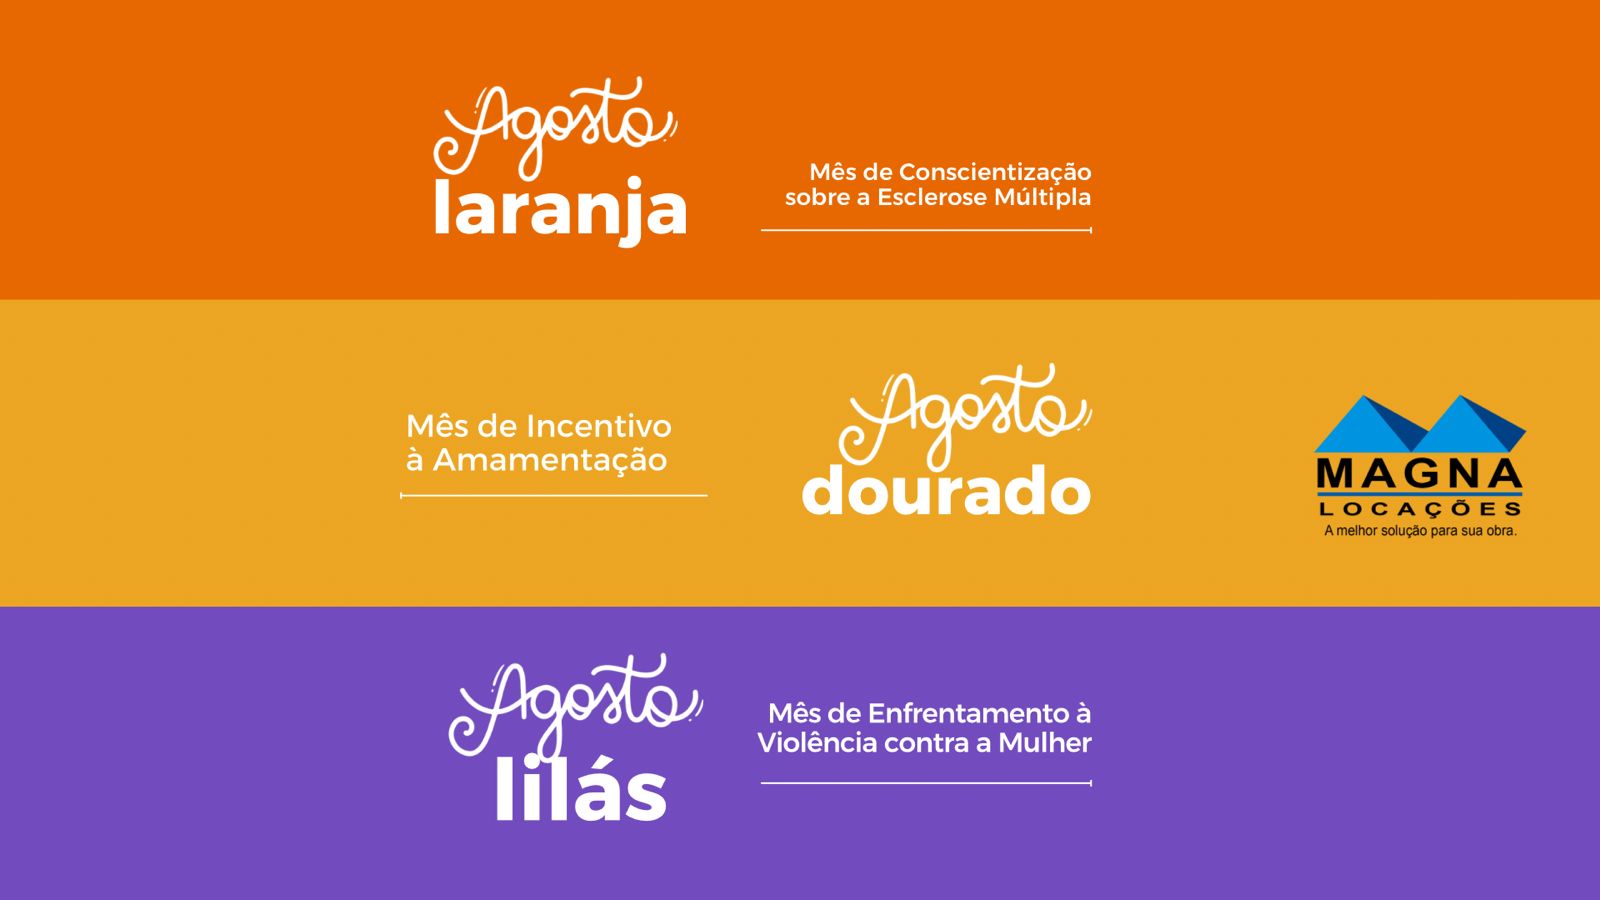 Agosto
laranja
Mês de Conscientização
sobre a Esclerose Múltipla
Mês de Incentivo
à Amamentação
Agosto
dourado
MAGNA
LOCAÇÕES
A melhor solução para sua obra.
Agosto
lilás
Mês de Enfrentamento à
Violência contra a Mulher